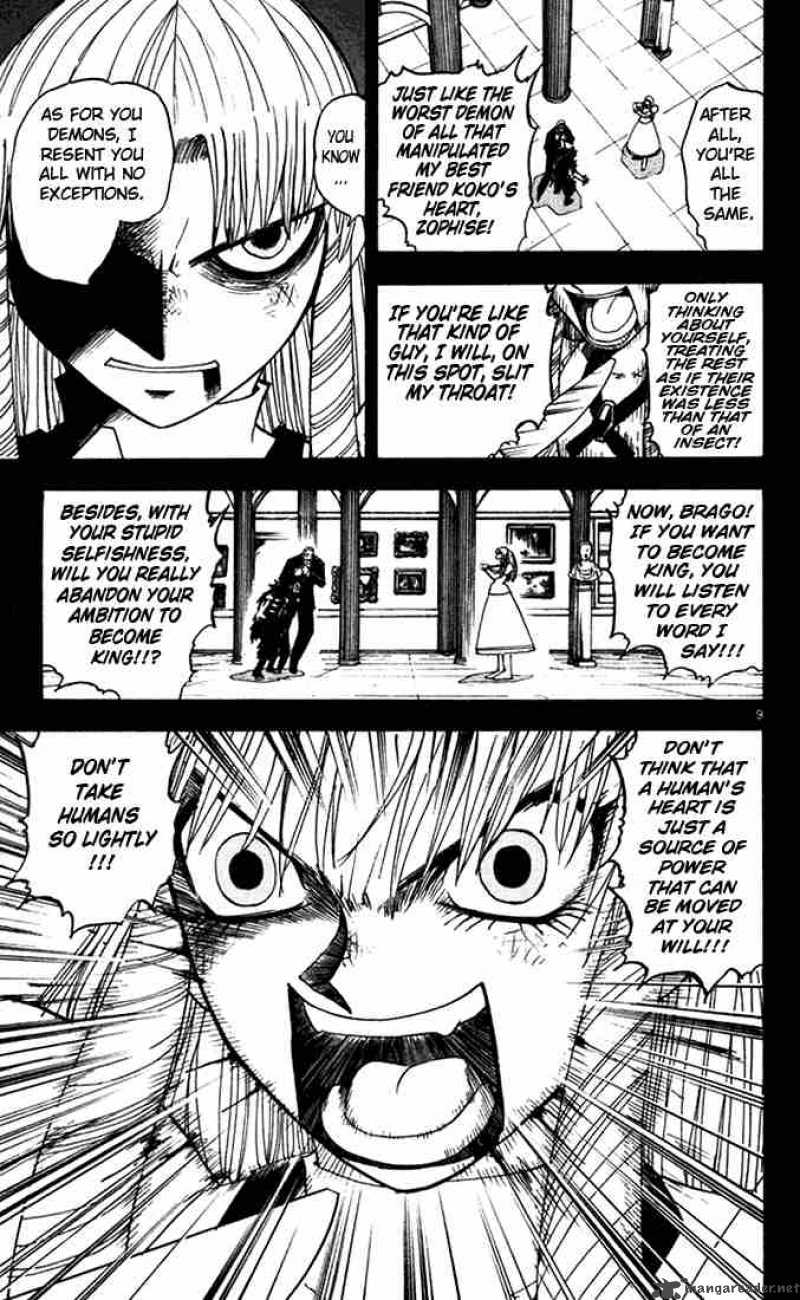 AFTER
ALL,
YOU'RE
ALL
THE
SAME.
JUST LIKE THE
WORST DEMON
OF ALL THAT
MANIPULATED
MY BEST
FRIEND KOKO'S
HEART,
ZOPHISE!
YOU
KNOW
...
AS FOR YOU
DEMONS, I
RESENT YOU
ALL WITH NO
EXCEPTIONS.
ONLY
THINKING
ABOUT
YOURSELF,
TREATING
THE REST
AS IF THEIR
EXISTENCE
WAS LESS
THAN THAT
OF AN
INSECT!
IF YOU'RE LIKE
THAT KIND OF
GUY, I WILL, ON
THIS SPOT, SLIT
MY THROAT!
NOW, BRAGO!
IF YOU WANT
TO BECOME
KING, YOU
WILL LISTEN
TO EVERY
WORD I
SAY!!!
BESIDES, WITH
YOUR STUPID
SELFISHNESS,
WILL YOU REALLY
ABANDON YOUR
AMBITION TO
BECOME
KING!!?
9
DON'T
THINK THAT
A HUMAN'S
HEART IS
JUST A
SOURCE OF
POWER
THAT CAN
BE MOVED
AT YOUR
WILL!!!
DON'T
TAKE
HUMANS
SO LIGHTLY
!!!
mangareader.net